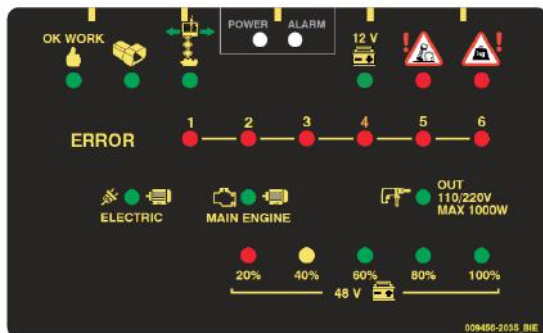 POWER ALARM
OK WORK
12 V
! kg !
ERROR 1 2 3 4 5 6
ELECTRIC
MAIN ENGINE
OUT
110/220V
MAX 1000W
20% 40% 60% 80% 100%
48 V
009456-2035_BIE